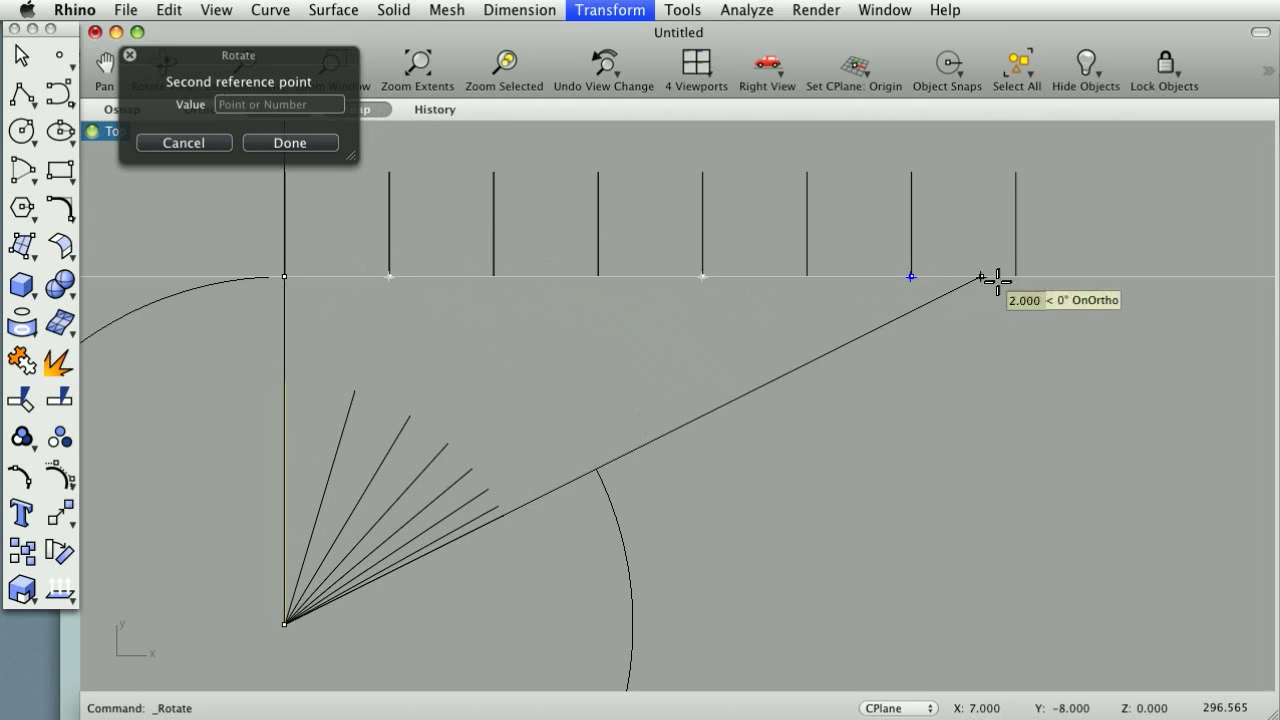 Rhino File Edit View Curve Surface Solid Mesh Dimension Transform Tools Analyze Render Window Help
Untitled
Rotate
Second reference point
Value Point or Number
Cancel Done
Pan Zoom Extents Zoom Selected Undo View Change 4 Viewports Right View Set CPlane: Origin Object Snaps Select All Hide Objects Lock Objects
History
2.000 < 0° OnOrtho
y
x
Command: _Rotate CPlane X: 7.000 Y: -8.000 Z: 0.000 296.565